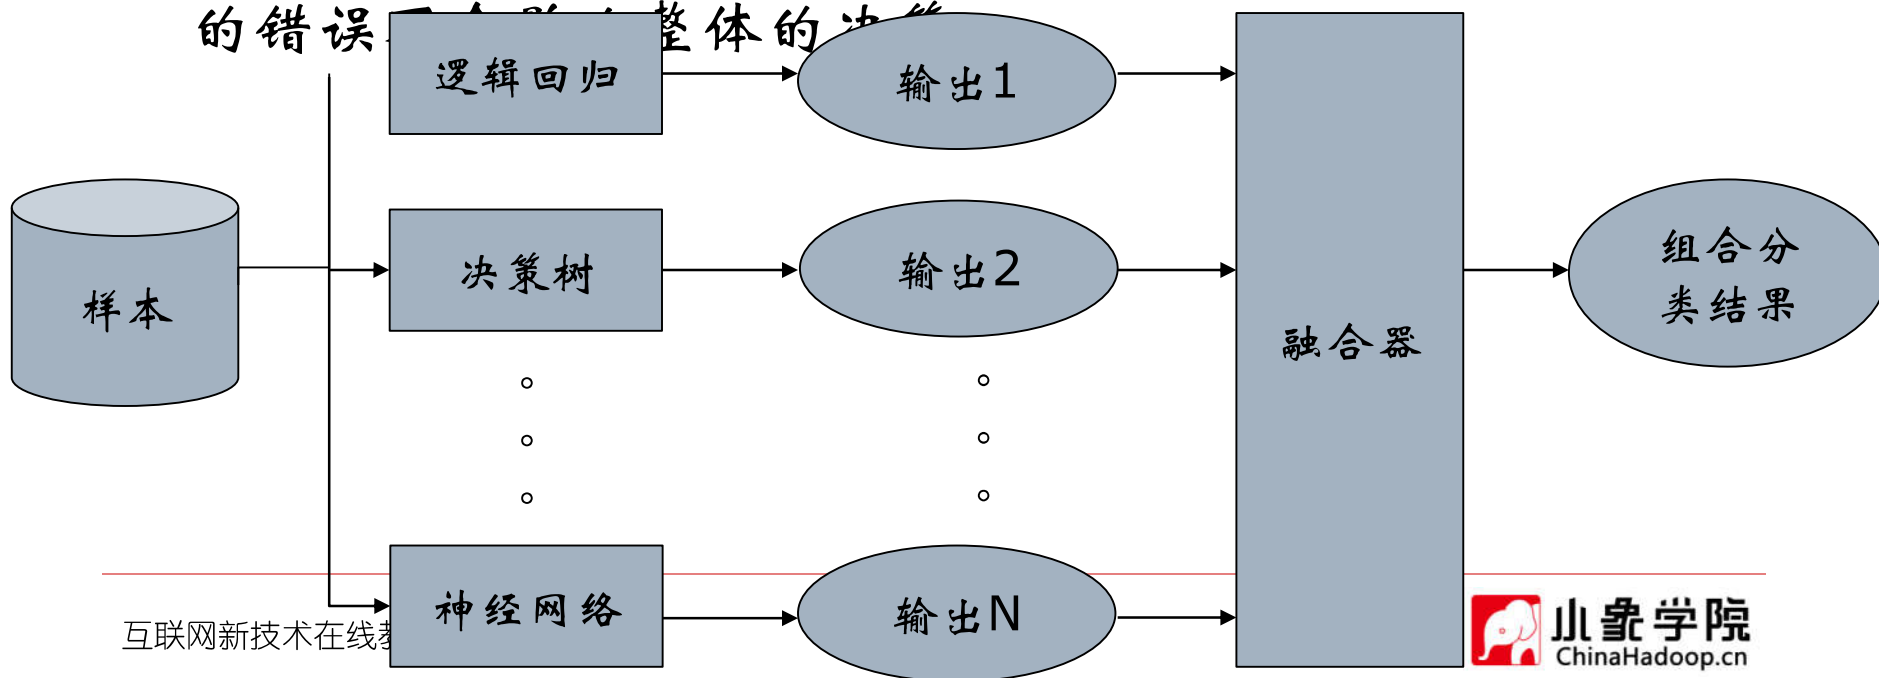 的错误
整体的决策
逻辑回归
输出1
样本
决策树
输出2
融合器
组合分
类结果
神经网络
输出N
互联网新技术在线
小象学院
ChinaHadoop.cn